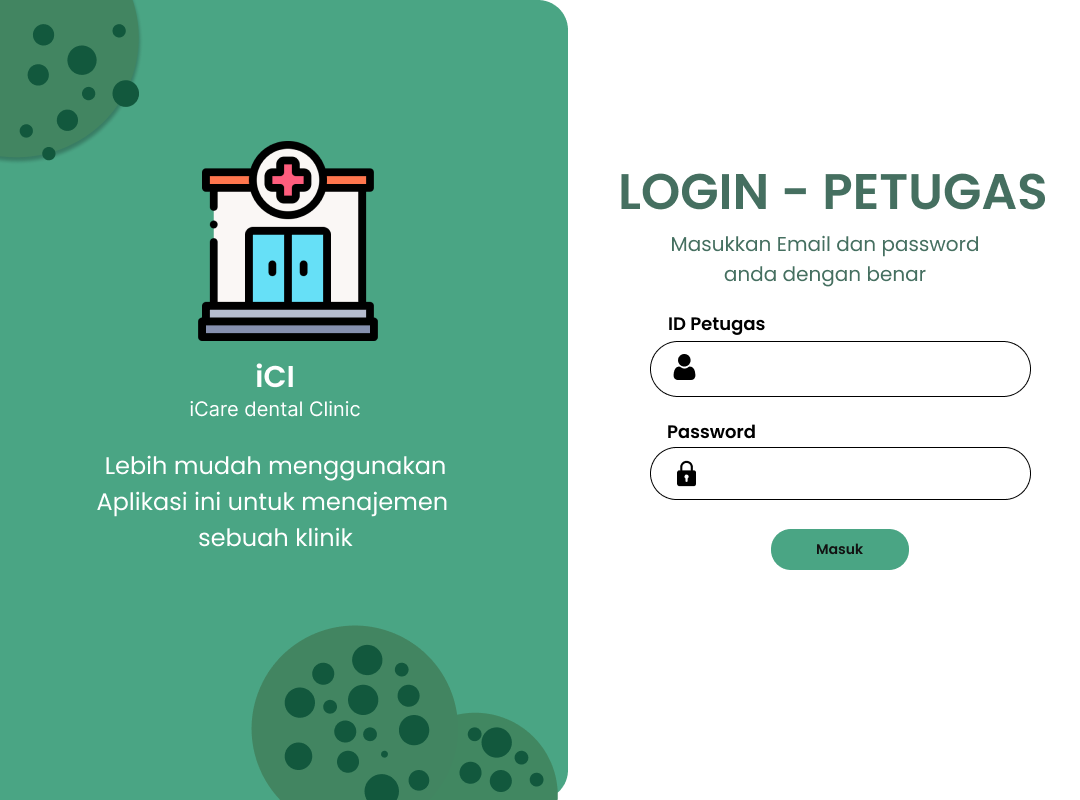 iCI
iCare dental Clinic
Lebih mudah menggunakan
Aplikasi ini untuk menajemen
sebuah klinik
LOGIN - PETUGAS
Masukkan Email dan password
anda dengan benar
ID Petugas
Password
Masuk